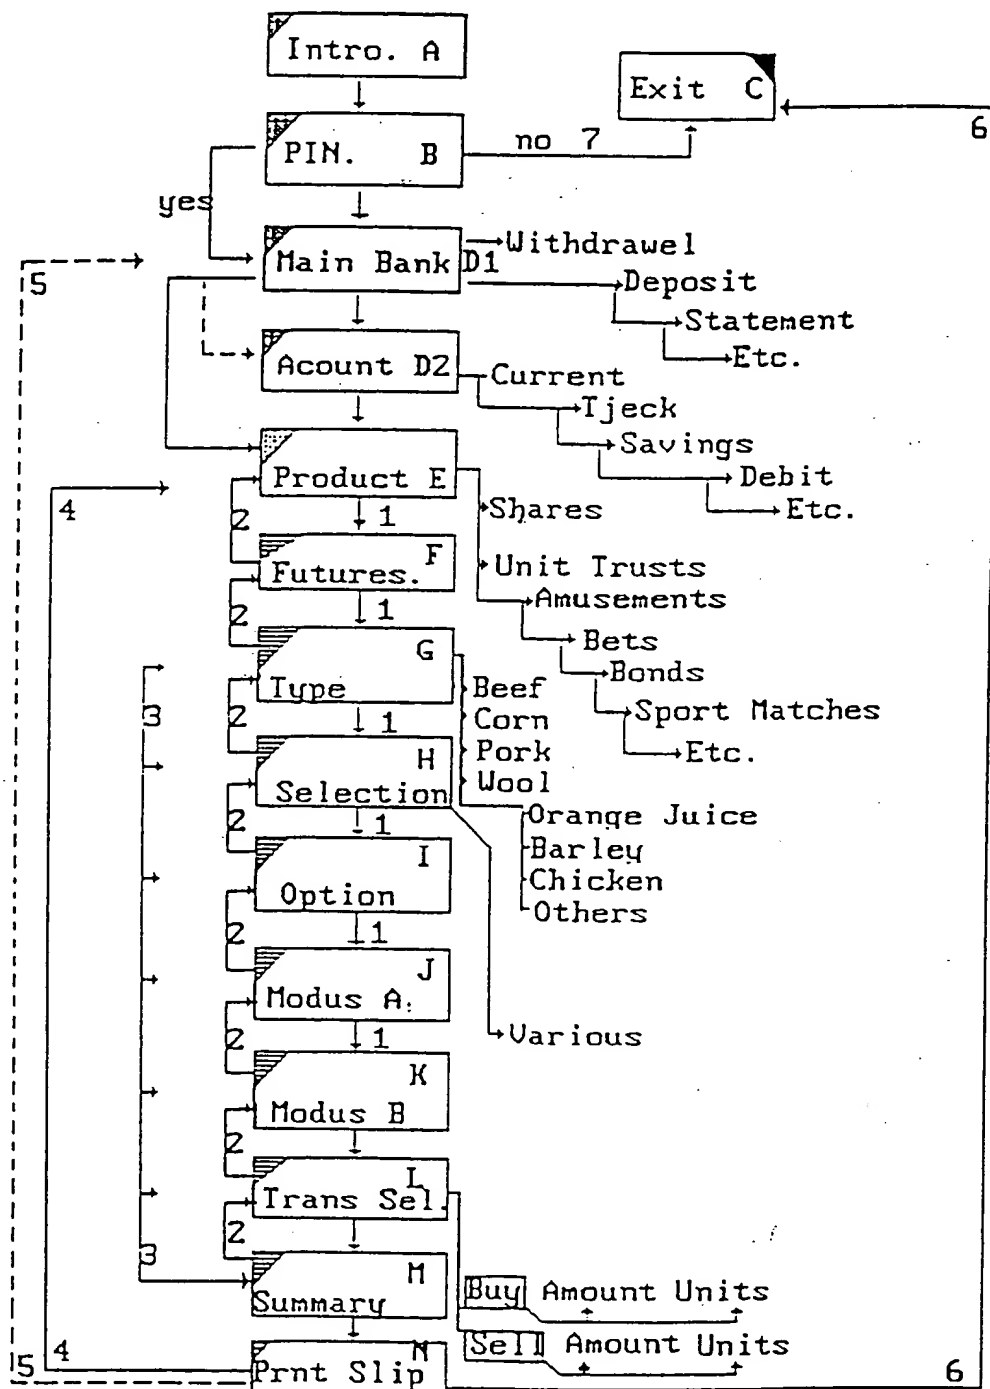 Intro. A
Exit C
6
PIN. B
no 7
yes
Main Bank D1
Withdrawel
5
Deposit
Statement
Etc.
Acount D2
Current
Tjeck
Savings
Debit
Etc.
Product E
4
Shares
1
2
Futures. F
Unit Trusts
Amusements
1
2
Bets
Type G
Bonds
Beef
3
Corn
Sport Matches
2
1
Pork
Etc.
Wool
Selection H
Orange Juice
2
1
Barley
Chicken
Option I
Others
2
1
Modus A. J
Various
2
1
Modus B K
2
Trans Sel. L
2
3
Summary M
Buy Amount Units
Sell Amount Units
4
5
Prnt Slip N
6